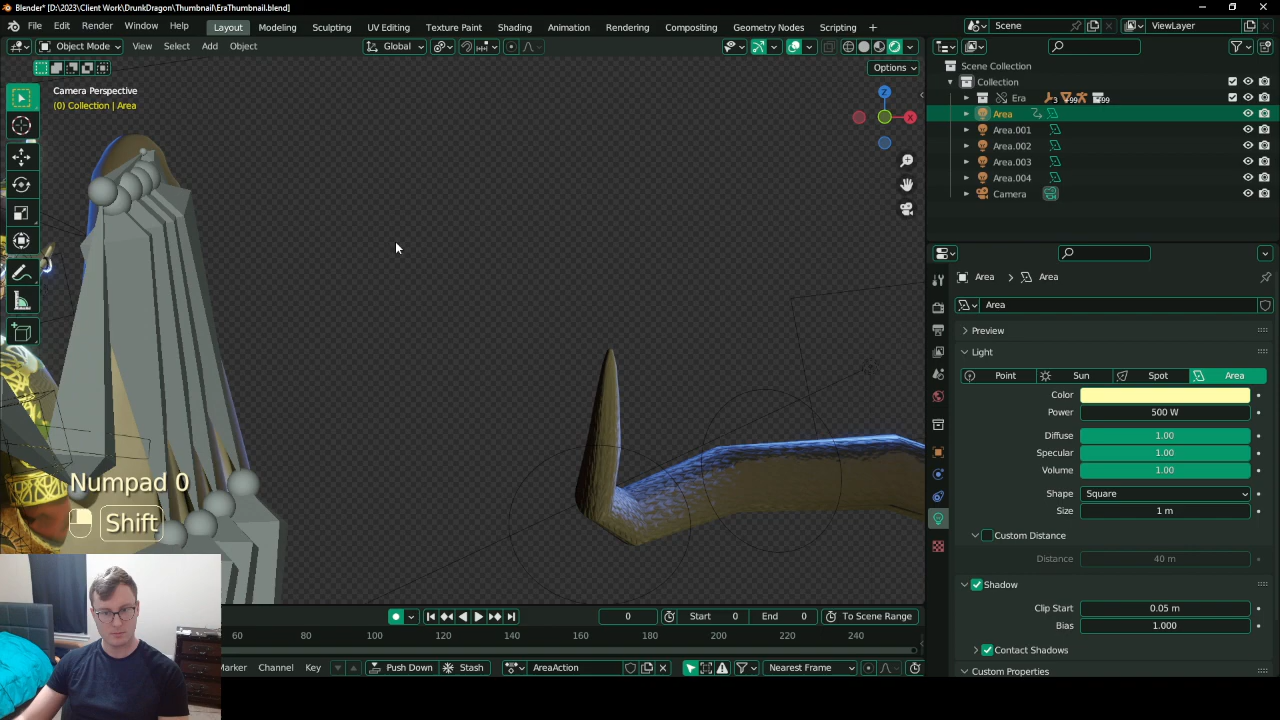 Blender* [D:\2023\Client Work\DrunkDragon\Thumbnail\EraThumbnail.blend]
File Edit Render Window Help Layout Modeling Sculpting UV Editing Texture Paint Shading Animation Rendering Compositing Geometry Nodes Scripting + Scene ViewLayer
Object Mode View Select Add Object Global
Options
Camera Perspective
(0) Collection | Area
Z
X
Scene Collection
Collection
Era 3 +99 +99
Area
Area.001
Area.002
Area.003
Area.004
Camera
Area > Area
Area
Preview
Light
Point Sun Spot Area
Color
Power 500 W
Diffuse 1.00
Specular 1.00
Volume 1.00
Shape Square
Size 1 m
Custom Distance
Distance 40 m
Shadow
Clip Start 0.05 m
Bias 1.000
Contact Shadows
Custom Properties
Numpad 0
Shift
0 Start 0 End 0 To Scene Range
60 80 100 120 140 160 180 200 220 240
Marker Channel Key Push Down Stash AreaAction Nearest Frame